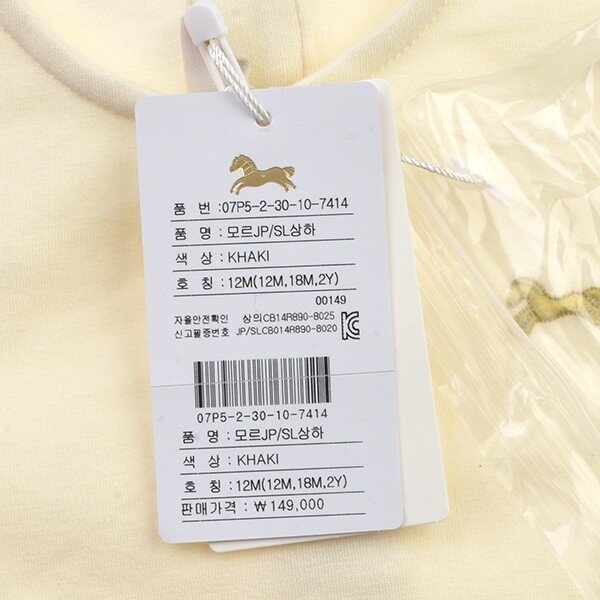 품 번 :07P5-2-30-10-7414
품 명 : 모르JP/SL상하
색 상 : KHAKI
호 칭 : 12M(12M,18M,2Y)
00149
자율안전확인 상의CB14R890-8025
신고필증번호 JP/SLCB014R890-8020
07P5-2-30-10-7414
품 명 : 모르JP/SL상하
색 상 : KHAKI
호 칭 : 12M(12M,18M,2Y)
판매가격 : ₩149,000